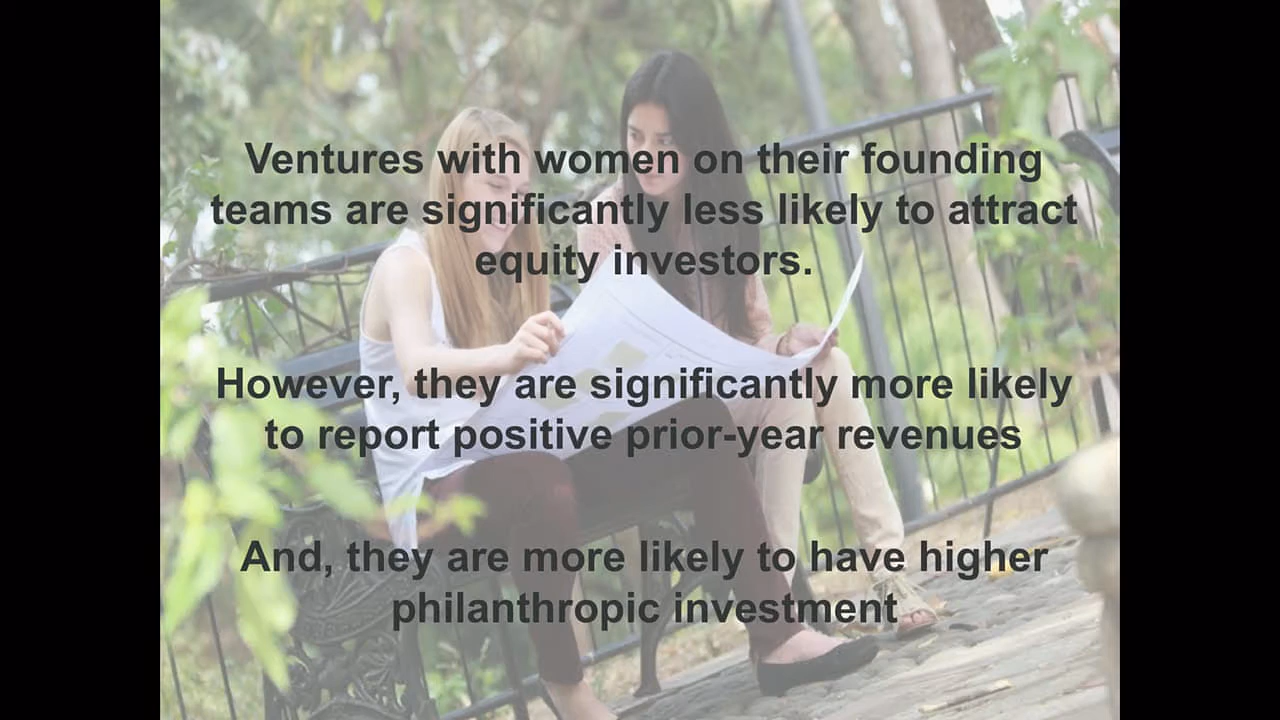 Ventures with women on their founding
teams are significantly less likely to attract
equity investors.
However, they are significantly more likely
to report positive prior-year revenues
And, they are more likely to have higher
philanthropic investment